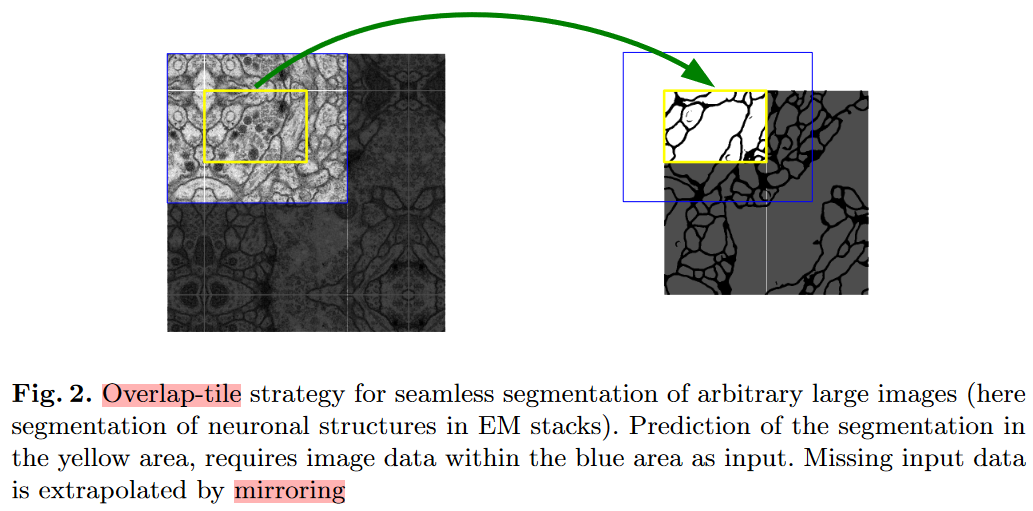 Fig. 2. Overlap-tile strategy for seamless segmentation of arbitrary large images (here
segmentation of neuronal structures in EM stacks). Prediction of the segmentation in
the yellow area, requires image data within the blue area as input. Missing input data
is extrapolated by mirroring